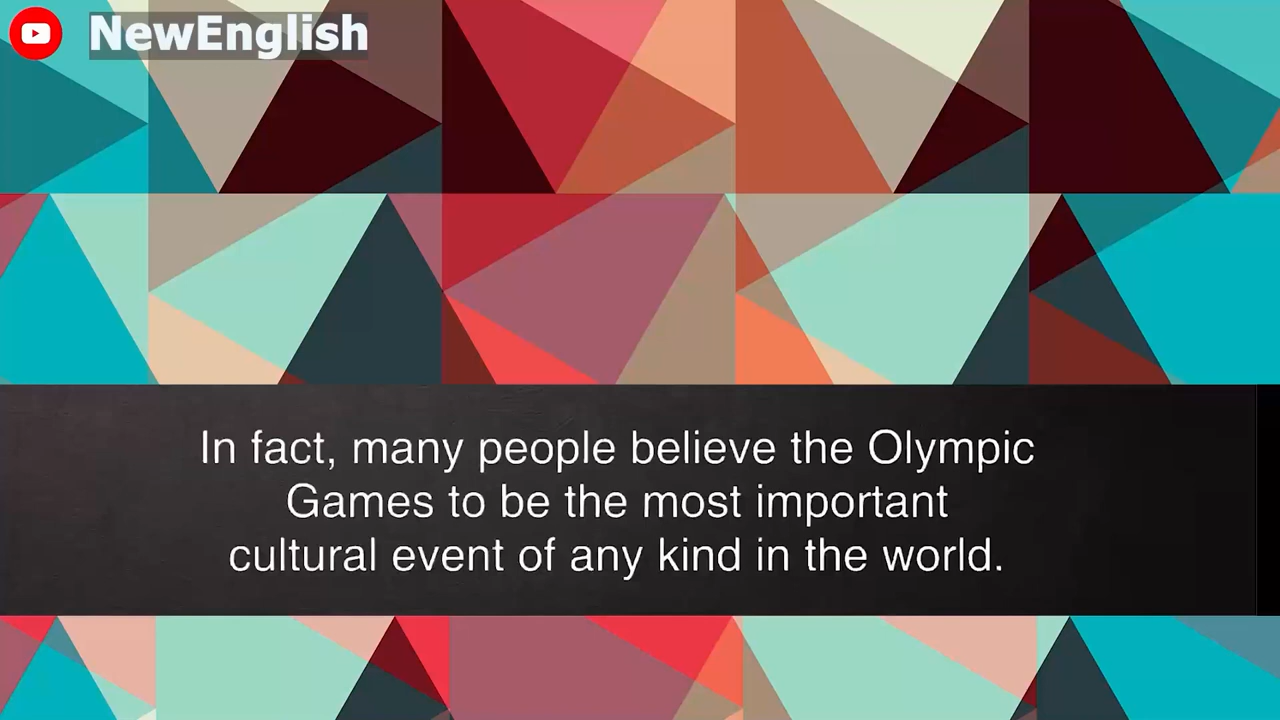 NewEnglish
In fact, many people believe the Olympic
Games to be the most important
cultural event of any kind in the world.